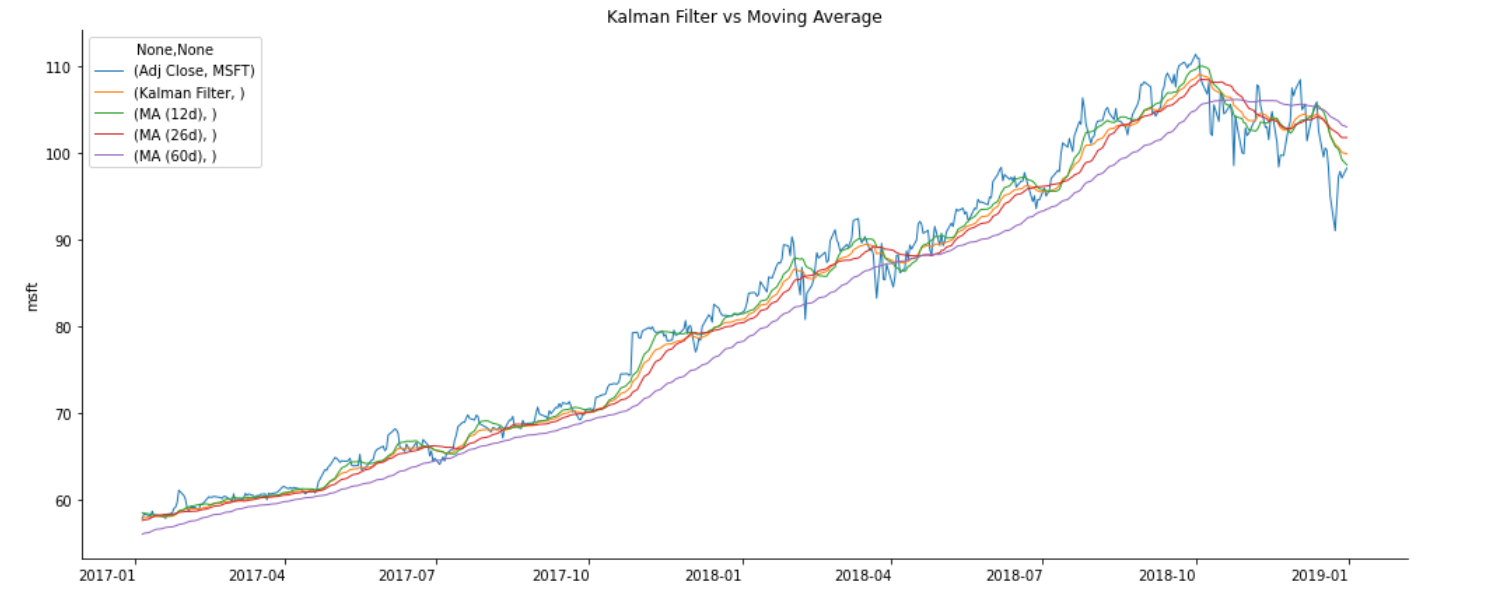 Kalman Filter vs Moving Average
None,None
(Adj Close, MSFT)
(Kalman Filter, )
(MA (12d), )
(MA (26d), )
(MA (60d), )
110
100
90
80
70
60
msft
2017-01 2017-04 2017-07 2017-10 2018-01 2018-04 2018-07 2018-10 2019-01